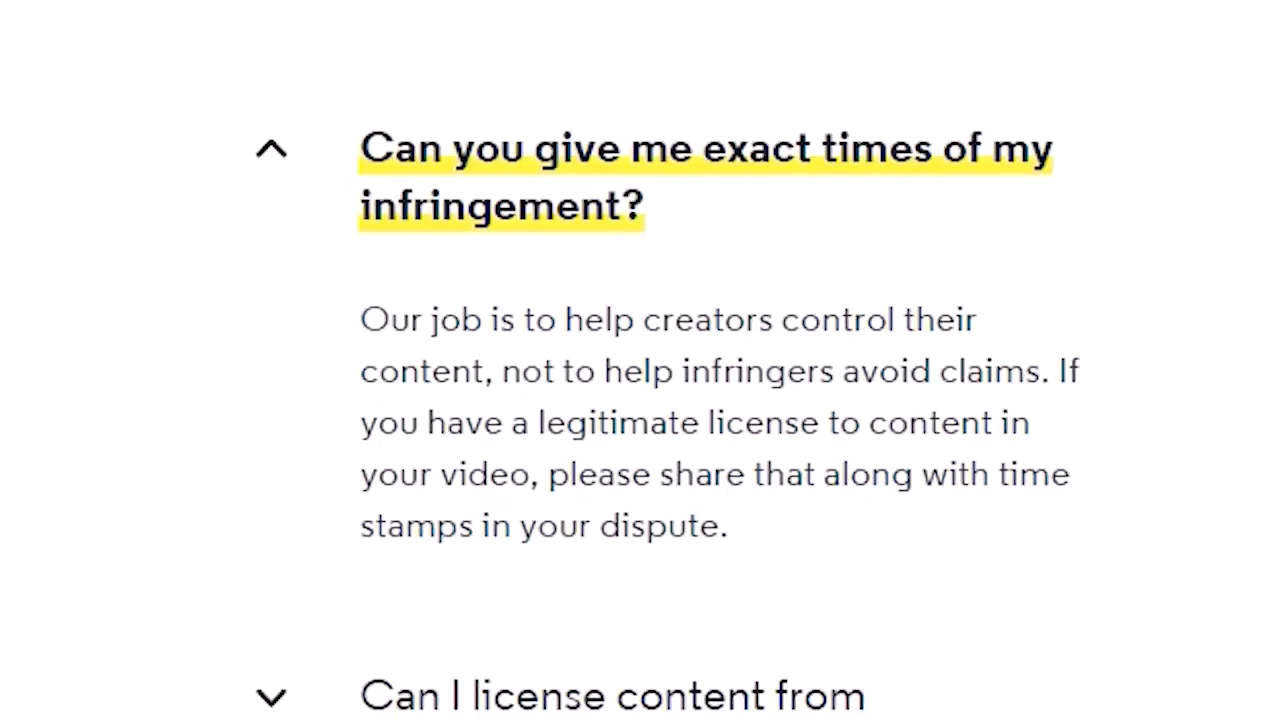 Can you give me exact times of my
infringement?
Our job is to help creators control their
content, not to help infringers avoid claims. If
you have a legitimate license to content in
your video, please share that along with time
stamps in your dispute.
Can I license content from